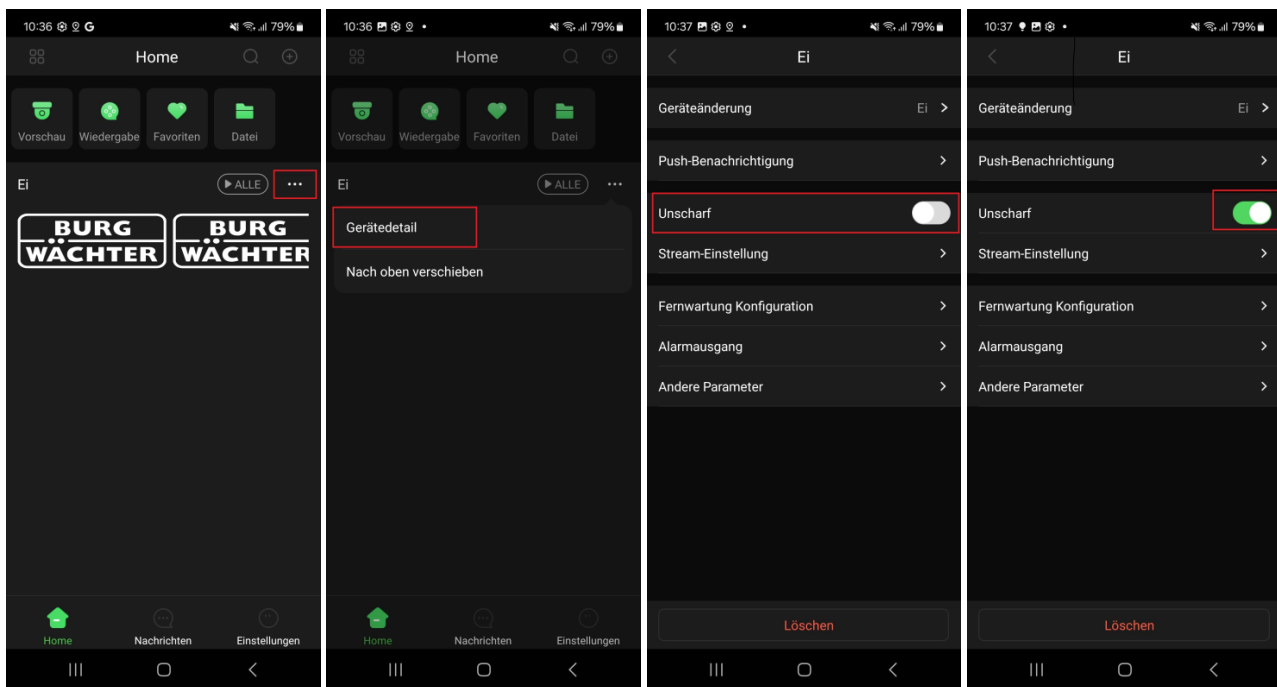 10:36 G 79%
Home
Vorschau Wiedergabe Favoriten Datei
Ei ALLE
BURG WÄCHTER BURG WÄCHTER
Home Nachrichten Einstellungen
10:36 79%
Home
Vorschau Wiedergabe Favoriten Datei
Ei ALLE
Gerätedetail
Nach oben verschieben
Home Nachrichten Einstellungen
10:37 79%
Ei
Geräteänderung Ei
Push-Benachrichtigung
Unscharf
Stream-Einstellung
Fernwartung Konfiguration
Alarmausgang
Andere Parameter
Löschen
10:37 79%
Ei
Geräteänderung Ei
Push-Benachrichtigung
Unscharf
Stream-Einstellung
Fernwartung Konfiguration
Alarmausgang
Andere Parameter
Löschen